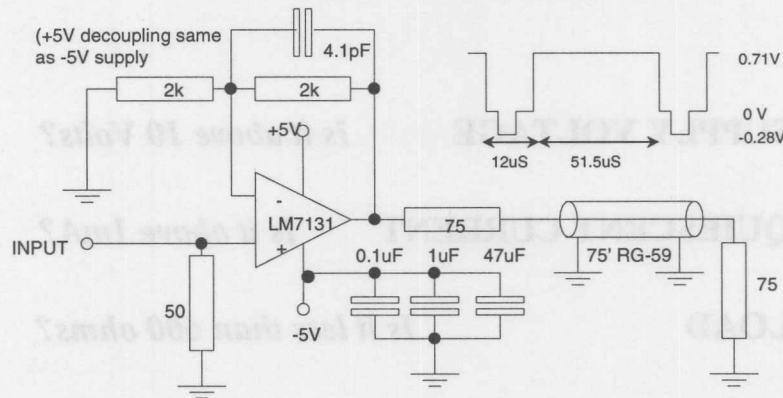 (+5V decoupling same
as -5V supply
4.1pF
2k
2k
+5V
-
LM7131
+
INPUT
50
-5V
75
0.1uF
1uF
47uF
0.71V
0 V
-0.28V
12uS
51.5uS
75' RG-59
75
SUPPLY VOLTAGE
Is it above 10 Volts?
QUIESCENT CURRENT
Is it above 1mA?
LOAD
Is it less than 600 ohms?